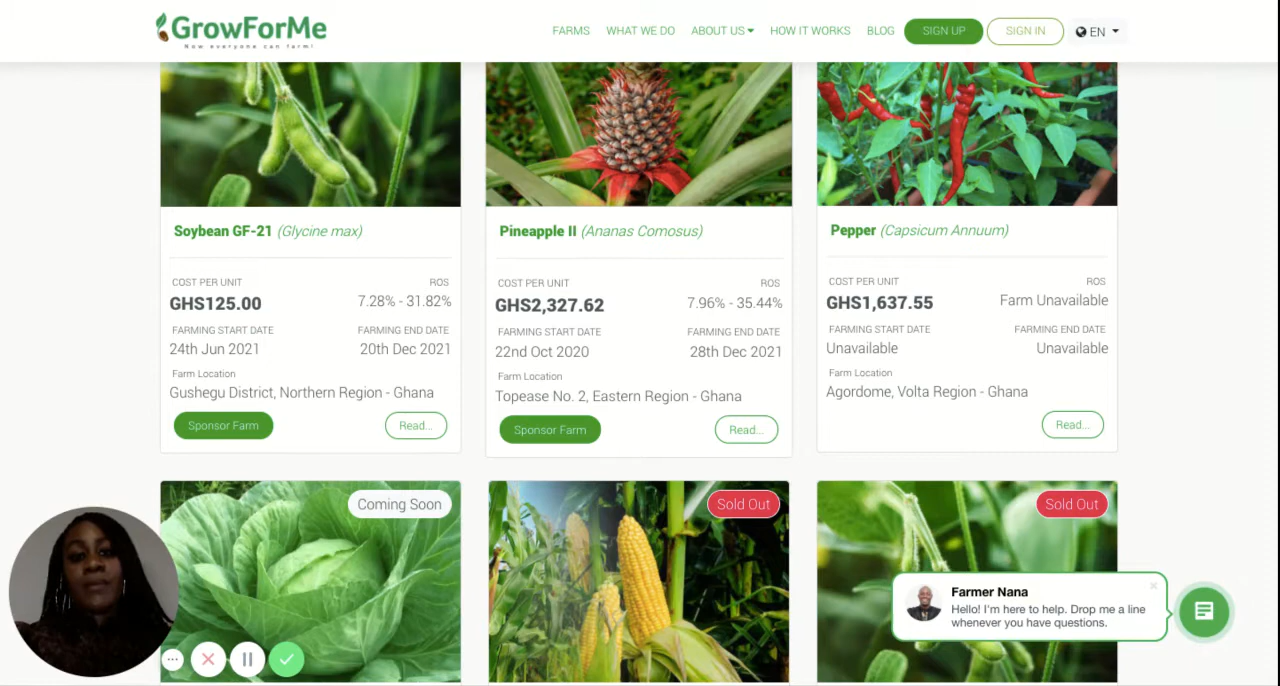 GrowForMe
Now everyone can farm!
FARMS
WHAT WE DO
ABOUT US
HOW IT WORKS
BLOG
SIGN UP
SIGN IN
EN
Soybean GF-21 (Glycine max)
COST PER UNIT ROS
GHS125.00 7.28% - 31.82%
FARMING START DATE FARMING END DATE
24th Jun 2021 20th Dec 2021
Farm Location
Gushegu District, Northern Region - Ghana
Sponsor Farm Read...
Pineapple II (Ananas Comosus)
COST PER UNIT ROS
GHS2,327.62 7.96% - 35.44%
FARMING START DATE FARMING END DATE
22nd Oct 2020 28th Dec 2021
Farm Location
Topease No. 2, Eastern Region - Ghana
Sponsor Farm Read...
Pepper (Capsicum Annuum)
COST PER UNIT ROS
GHS1,637.55 Farm Unavailable
FARMING START DATE FARMING END DATE
Unavailable Unavailable
Farm Location
Agordome, Volta Region - Ghana
Read...
Coming Soon
Sold Out
Sold Out
Farmer Nana
Hello! I'm here to help. Drop me a line
whenever you have questions.